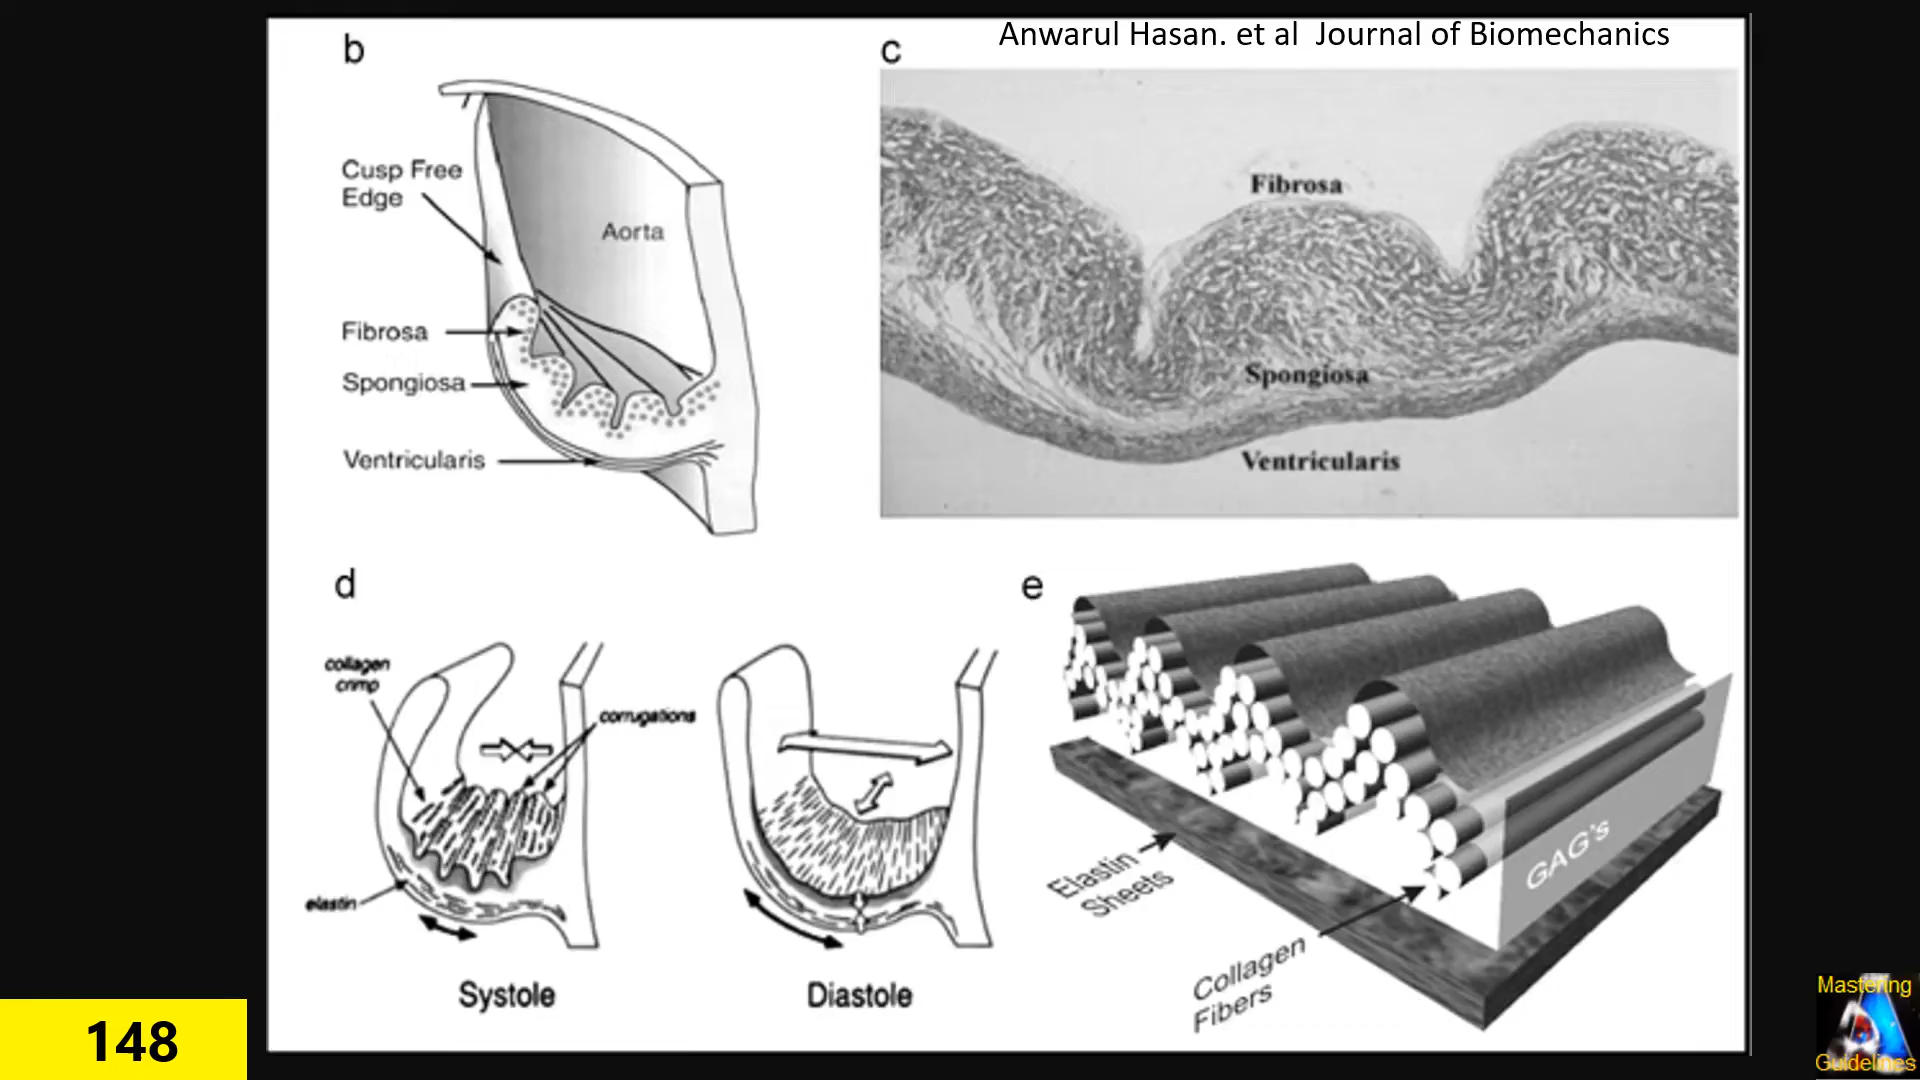 Anwarul Hasan. et al Journal of Biomechanics
b
Cusp Free
Edge
Aorta
Fibrosa
Spongiosa
Ventricularis
c
Fibrosa
Spongiosa
Ventricularis
d
collagen
crimp
corrugations
elastin
Systole
Diastole
e
Elastin
Sheets
Collagen
Fibers
GAG's
148
Mastering
Guidelines